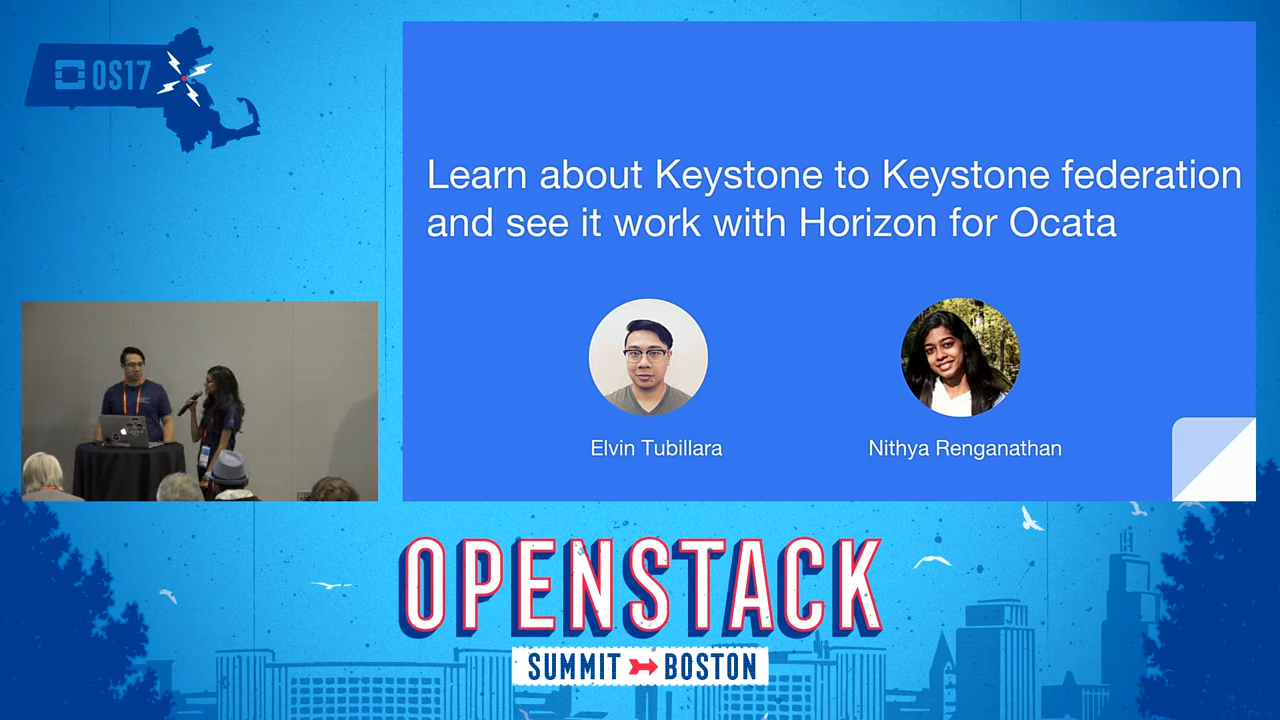 OS17
Learn about Keystone to Keystone federation
and see it work with Horizon for Ocata
Elvin Tubillara
Nithya Renganathan
OPENSTACK
SUMMIT BOSTON